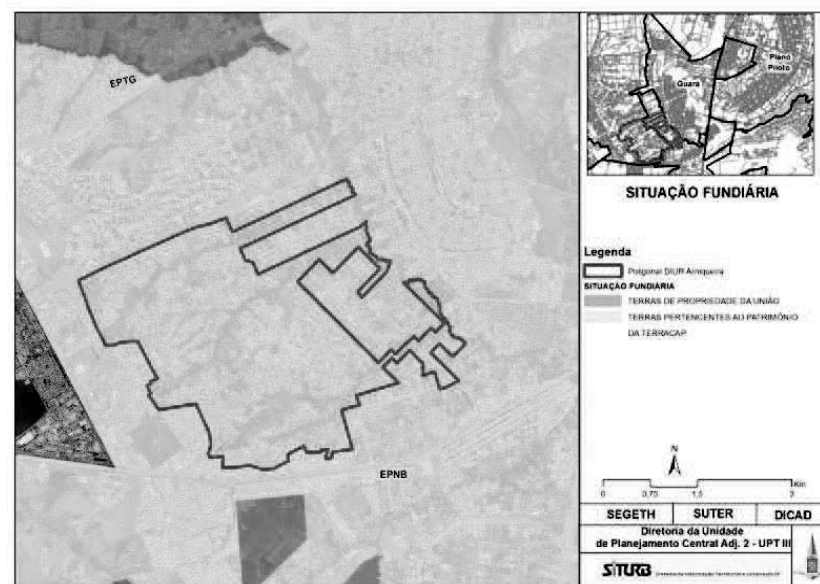 EPTG
EPNB
Guara
Plano
Piloto
SITUAÇÃO FUNDIÁRIA
Legenda
Poligonal DIUR Arniqueira
SITUAÇÃO FUNDIÁRIA
TERRAS DE PROPRIEDADE DA UNIÃO
TERRAS PERTENCENTES AO PATRIMÔNIO
DA TERRACAP
N
0 0,75 1,5 3 Km
SEGETH SUTER DICAD
Diretoria da Unidade
de Planejamento Central Adj. 2 - UPT III
SITURB